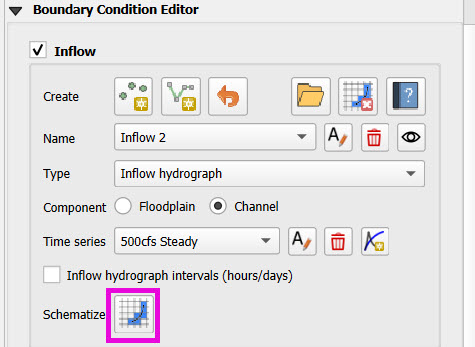 Boundary Condition Editor
Inflow
Create
?
Name Inflow 2 A
Type Inflow hydrograph
Component Floodplain Channel
Time series 500cfs Steady A
Inflow hydrograph intervals (hours/days)
Schematize